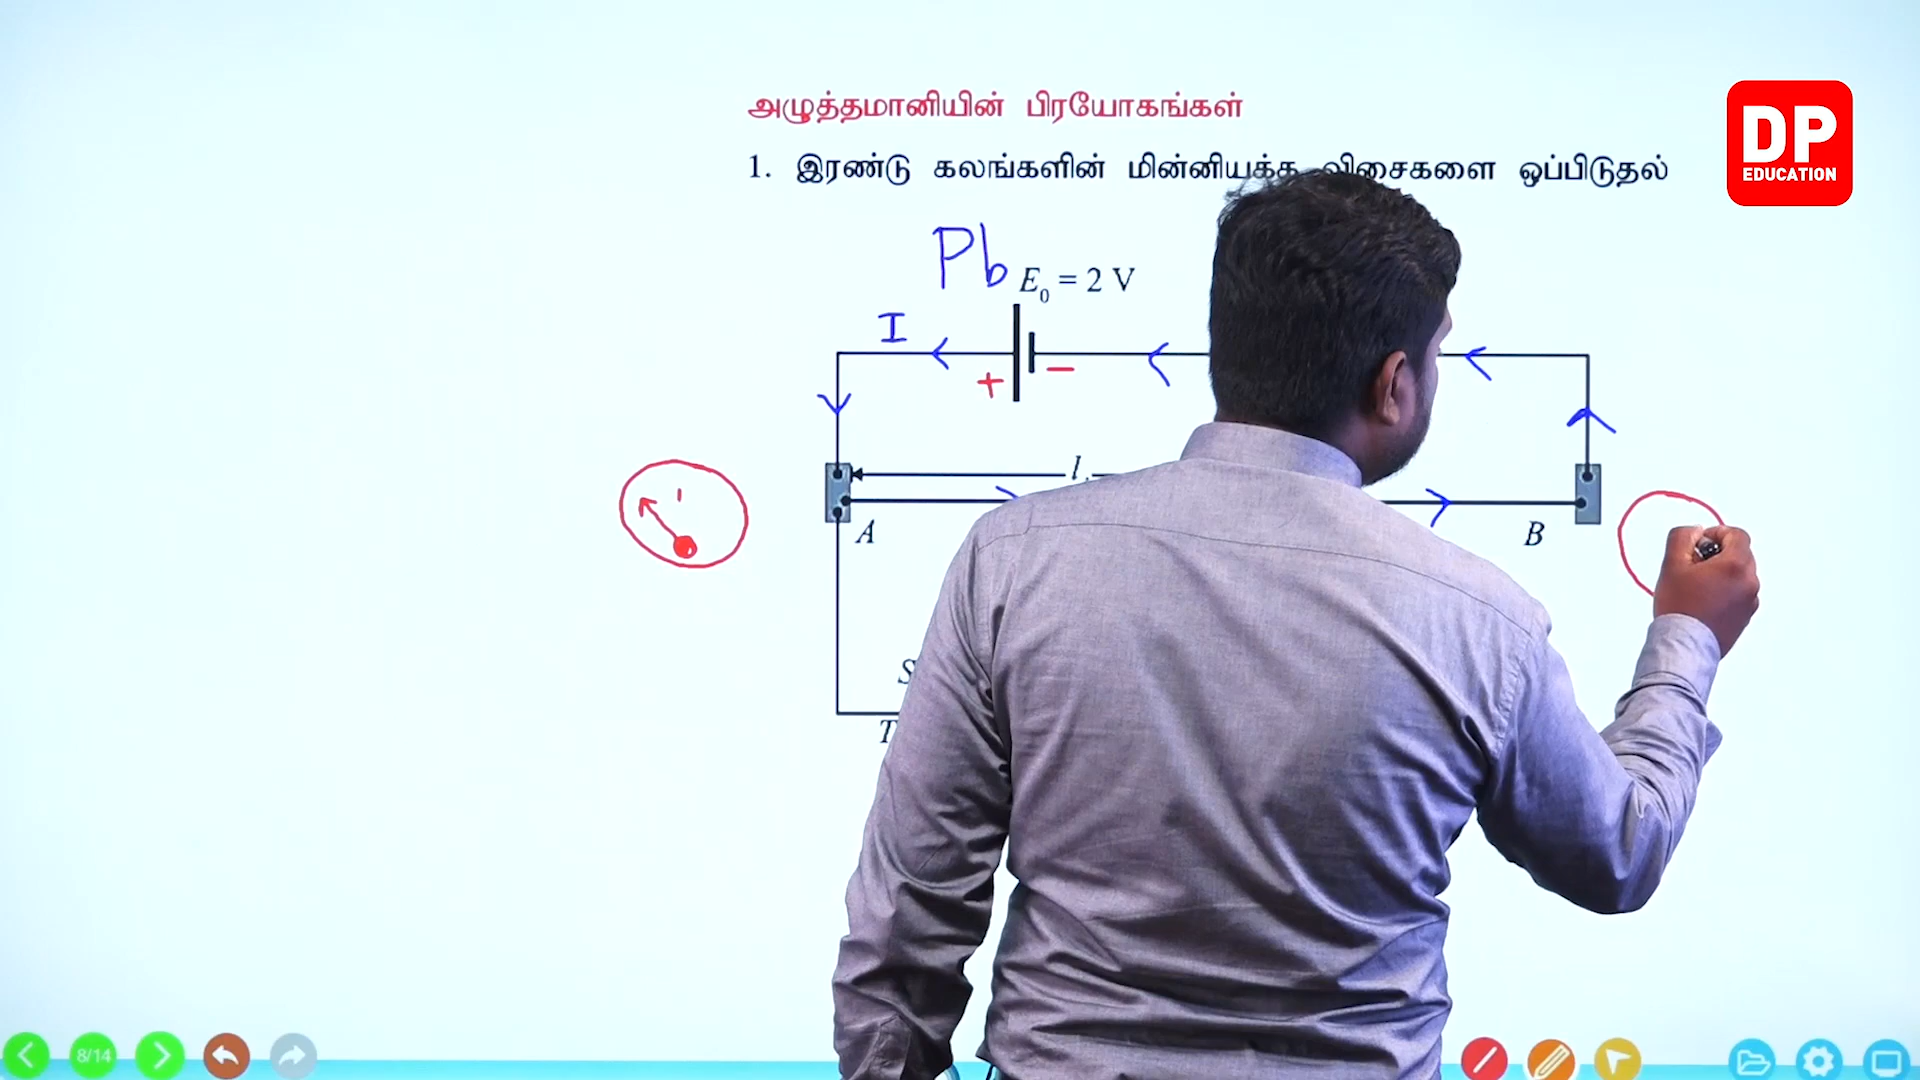 அழுத்தமானியின் பிரயோகங்கள்
1. இரண்டு கலங்களின் மின்னியக்க விசைகளை ஒப்பிடுதல்
DP
EDUCATION
Pb
E₀ = 2 V
I
+ −
l
A
B
S
T
8/14